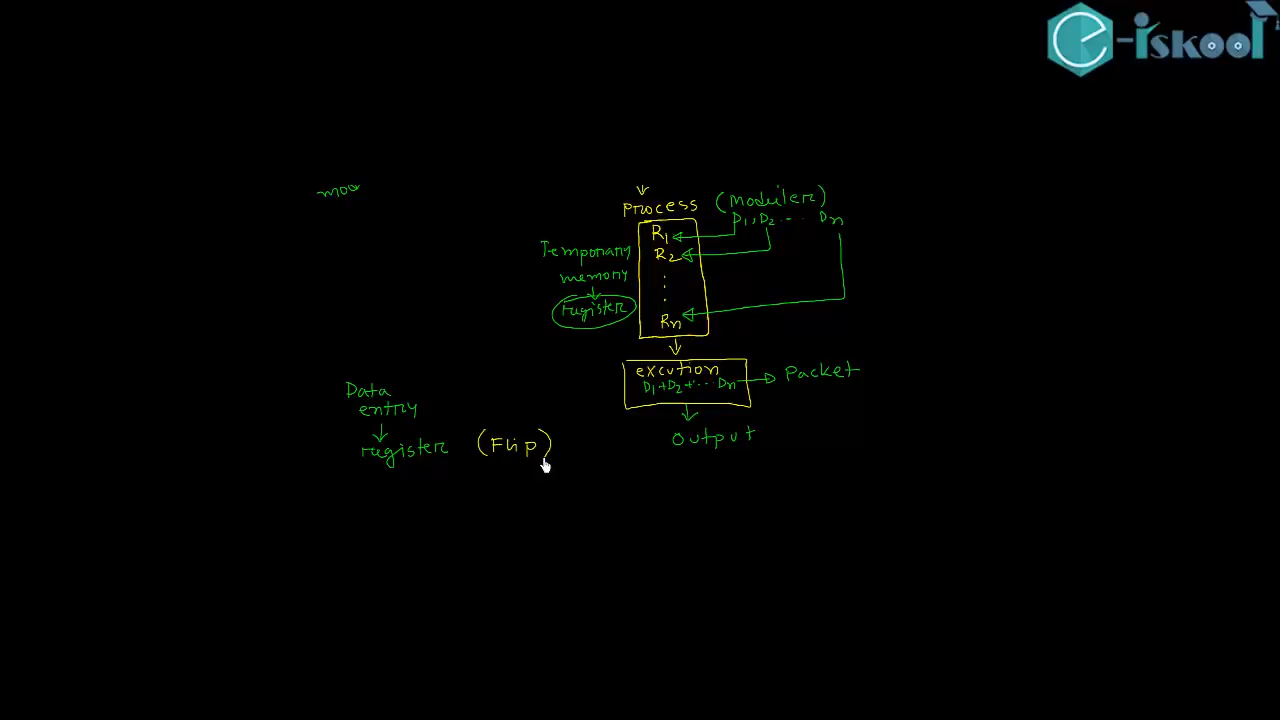 e-iskool
Process (Moduler)
D1, D2 .... Dn
R1
R2
Rn
Temporary
memory
register
excution
D1+D2+...Dn
Packet
Output
Data
entry
register (Flip)